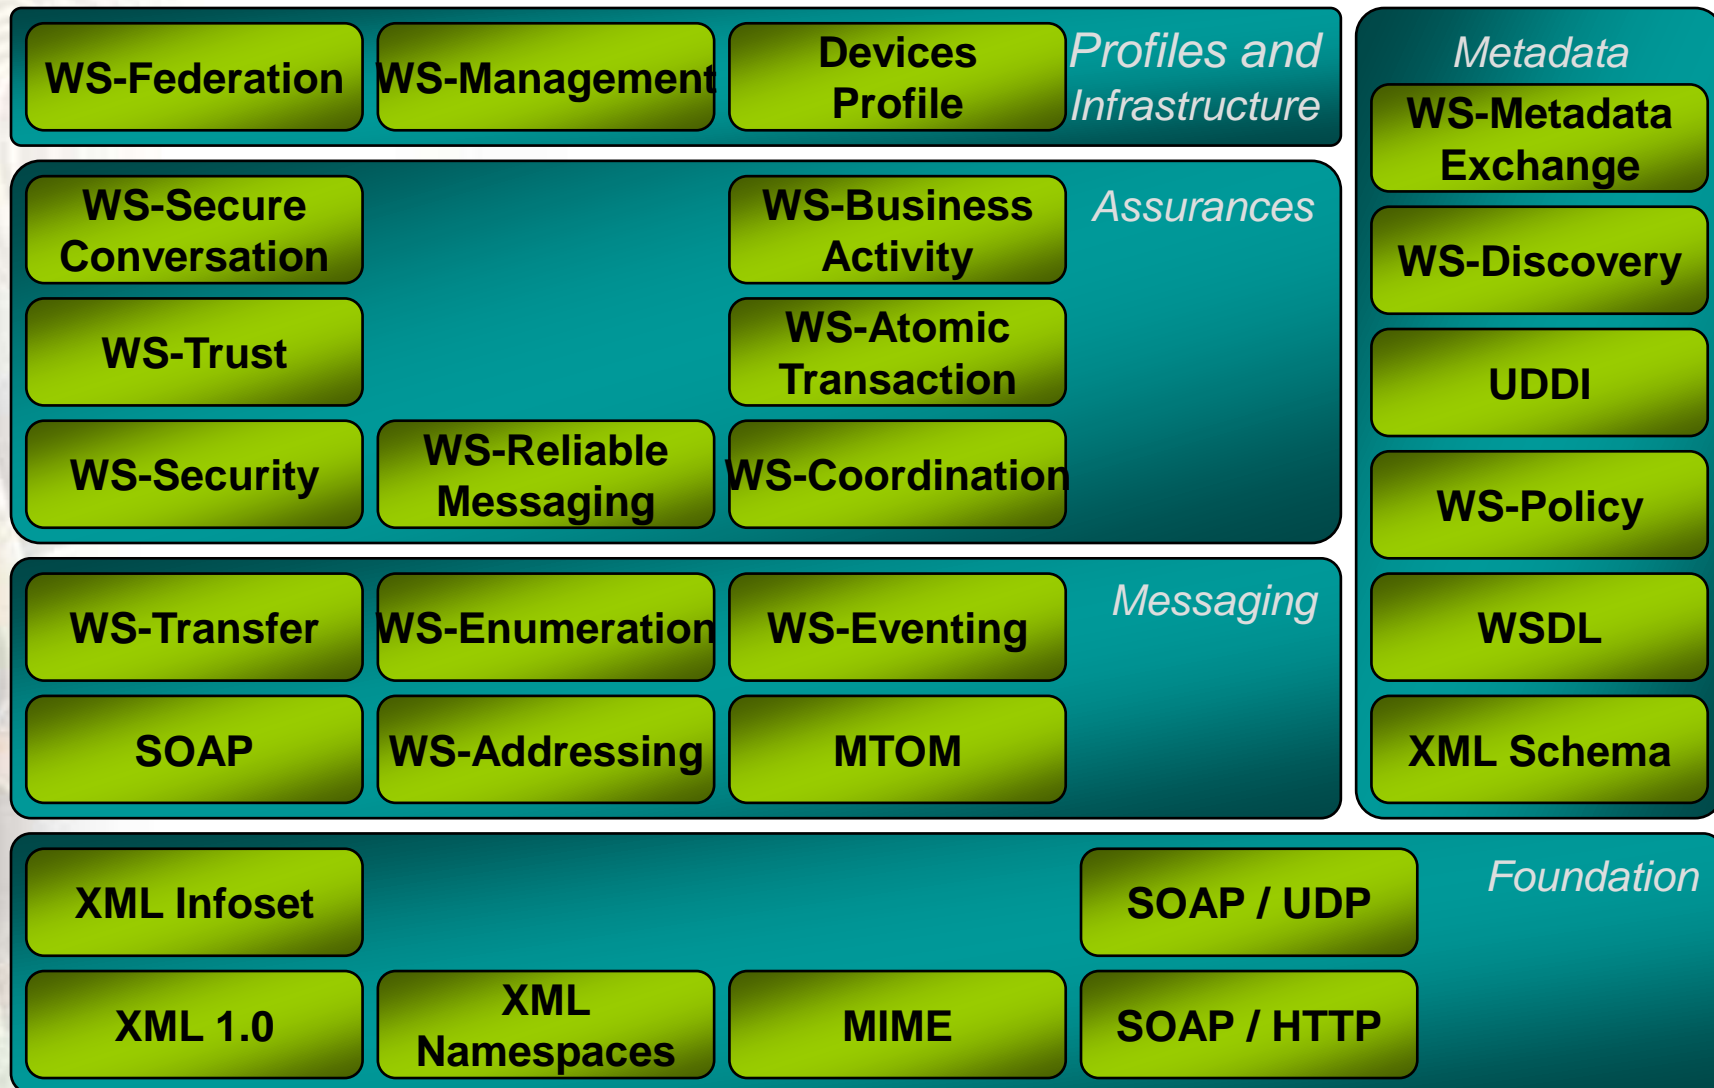 WS-Federation
WS-Management
Devices
Profile
Profiles and
Infrastructure
WS-Secure
Conversation
WS-Business
Activity
Assurances
WS-Trust
WS-Atomic
Transaction
WS-Security
WS-Reliable
Messaging
WS-Coordination
WS-Transfer
WS-Enumeration
WS-Eventing
Messaging
SOAP
WS-Addressing
MTOM
Metadata
WS-Metadata
Exchange
WS-Discovery
UDDI
WS-Policy
WSDL
XML Schema
XML Infoset
SOAP / UDP
Foundation
XML 1.0
XML
Namespaces
MIME
SOAP / HTTP